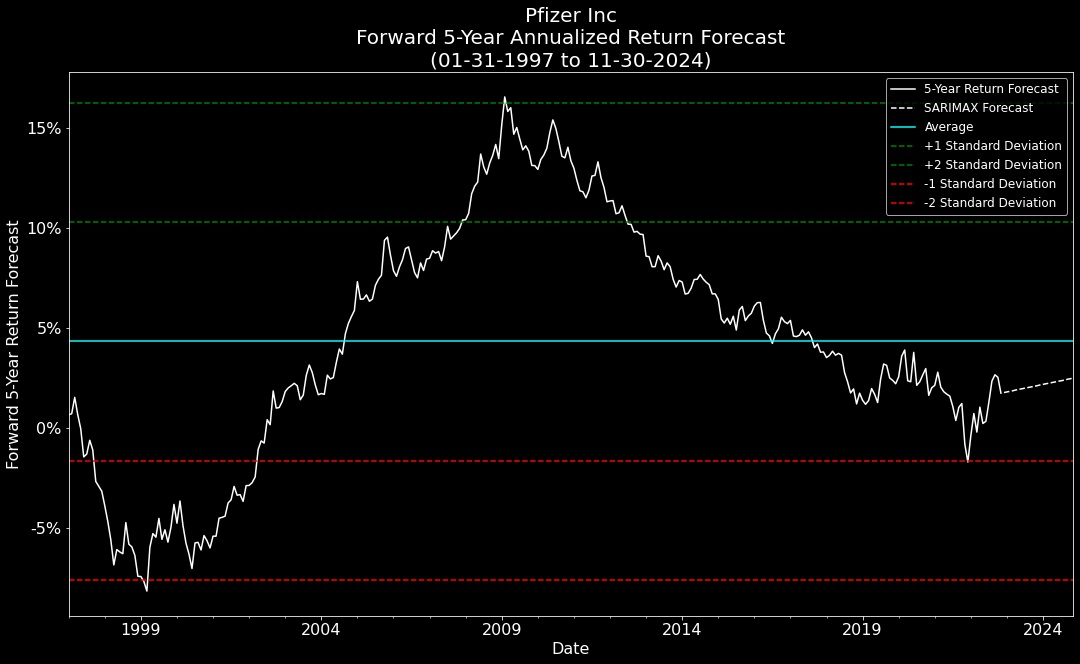 Pfizer Inc
Forward 5-Year Annualized Return Forecast
(01-31-1997 to 11-30-2024)
5-Year Return Forecast
SARIMAX Forecast
Average
+1 Standard Deviation
+2 Standard Deviation
-1 Standard Deviation
-2 Standard Deviation
Forward 5-Year Return Forecast
15%
10%
5%
0%
-5%
1999
2004
2009
2014
2019
2024
Date